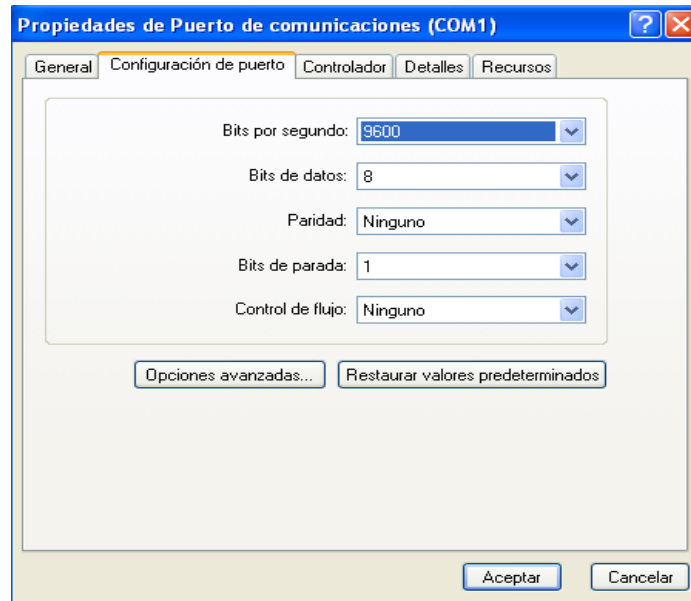 Propiedades de Puerto de comunicaciones (COM1)
General Configuración de puerto Controlador Detalles Recursos
Bits por segundo: 9600
Bits de datos: 8
Paridad: Ninguno
Bits de parada: 1
Control de flujo: Ninguno
Opciones avanzadas... Restaurar valores predeterminados
Aceptar Cancelar